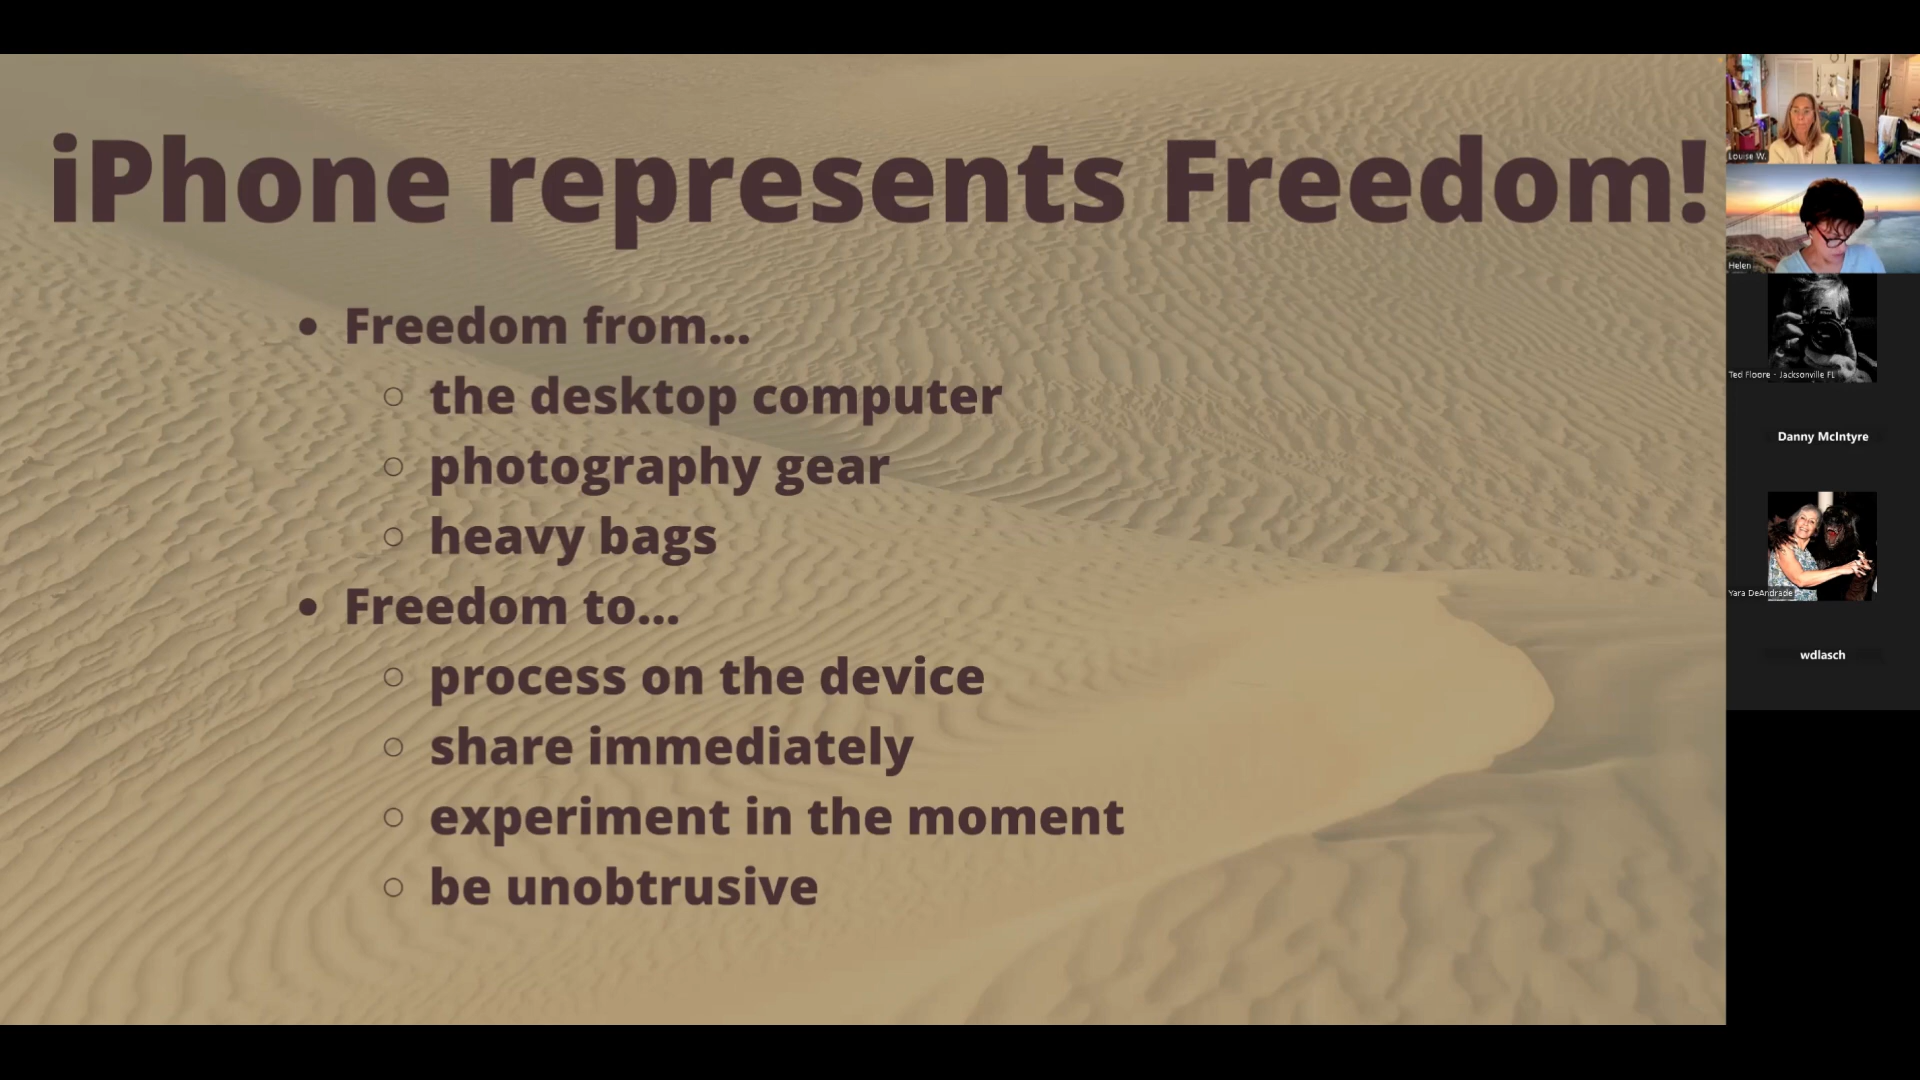 iPhone represents Freedom!
• Freedom from...
○ the desktop computer
○ photography gear
○ heavy bags
• Freedom to...
○ process on the device
○ share immediately
○ experiment in the moment
○ be unobtrusive
Louise W.
Helen
Ted Floore - Jacksonville FL
Danny McIntyre
Yara DeAndrade
wdlasch